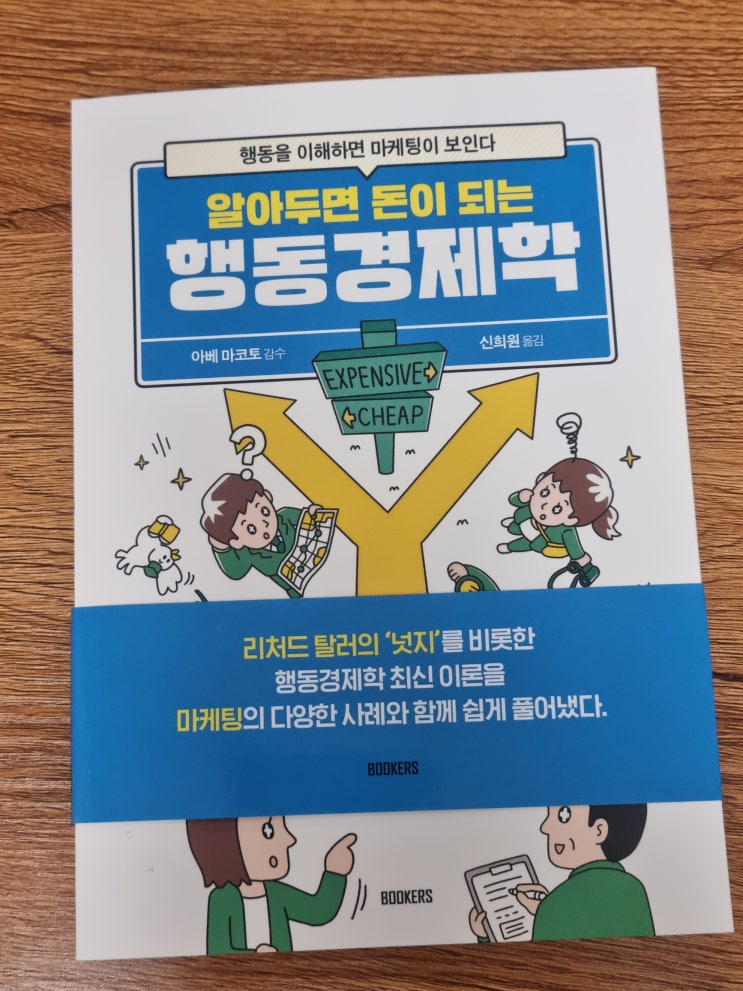 행동을 이해하면 마케팅이 보인다
알아두면 돈이 되는
행동경제학
아베 마코토 감수
신희원 옮김
EXPENSIVE
CHEAP
?
리처드 탈러의 '넛지'를 비롯한
행동경제학 최신 이론을
마케팅의 다양한 사례와 함께 쉽게 풀어냈다.
BOOKERS
BOOKERS